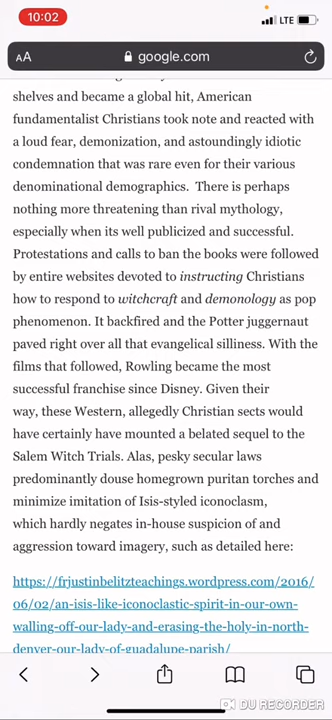 10:02
LTE
AA
google.com
shelves and became a global hit, American
fundamentalist Christians took note and reacted with
a loud fear, demonization, and astoundingly idiotic
condemnation that was rare even for their various
denominational demographics.  There is perhaps
nothing more threatening than rival mythology,
especially when its well publicized and successful.
Protestations and calls to ban the books were followed
by entire websites devoted to instructing Christians
how to respond to witchcraft and demonology as pop
phenomenon. It backfired and the Potter juggernaut
paved right over all that evangelical silliness. With the
films that followed, Rowling became the most
successful franchise since Disney. Given their
way, these Western, allegedly Christian sects would
have certainly have mounted a belated sequel to the
Salem Witch Trials. Alas, pesky secular laws
predominantly douse homegrown puritan torches and
minimize imitation of Isis-styled iconoclasm,
which hardly negates in-house suspicion of and
aggression toward imagery, such as detailed here:
https://frjustinbelitzteachings.wordpress.com/2016/
06/02/an-isis-like-iconoclastic-spirit-in-our-own-
walling-off-our-lady-and-erasing-the-holy-in-north-
denver-our-lady-of-guadalupe-parish/
DU RECORDER